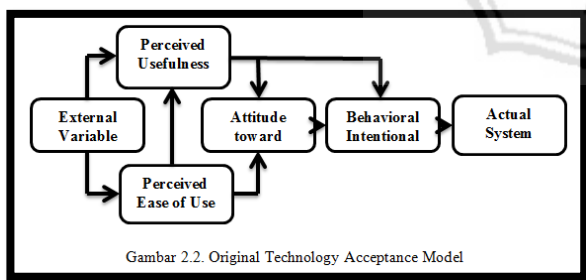 Perceived
Usefulness
External
Variable
Attitude
toward
Behavioral
Intentional
Actual
System
Perceived
Ease of Use
Gambar 2.2. Original Technology Acceptance Model